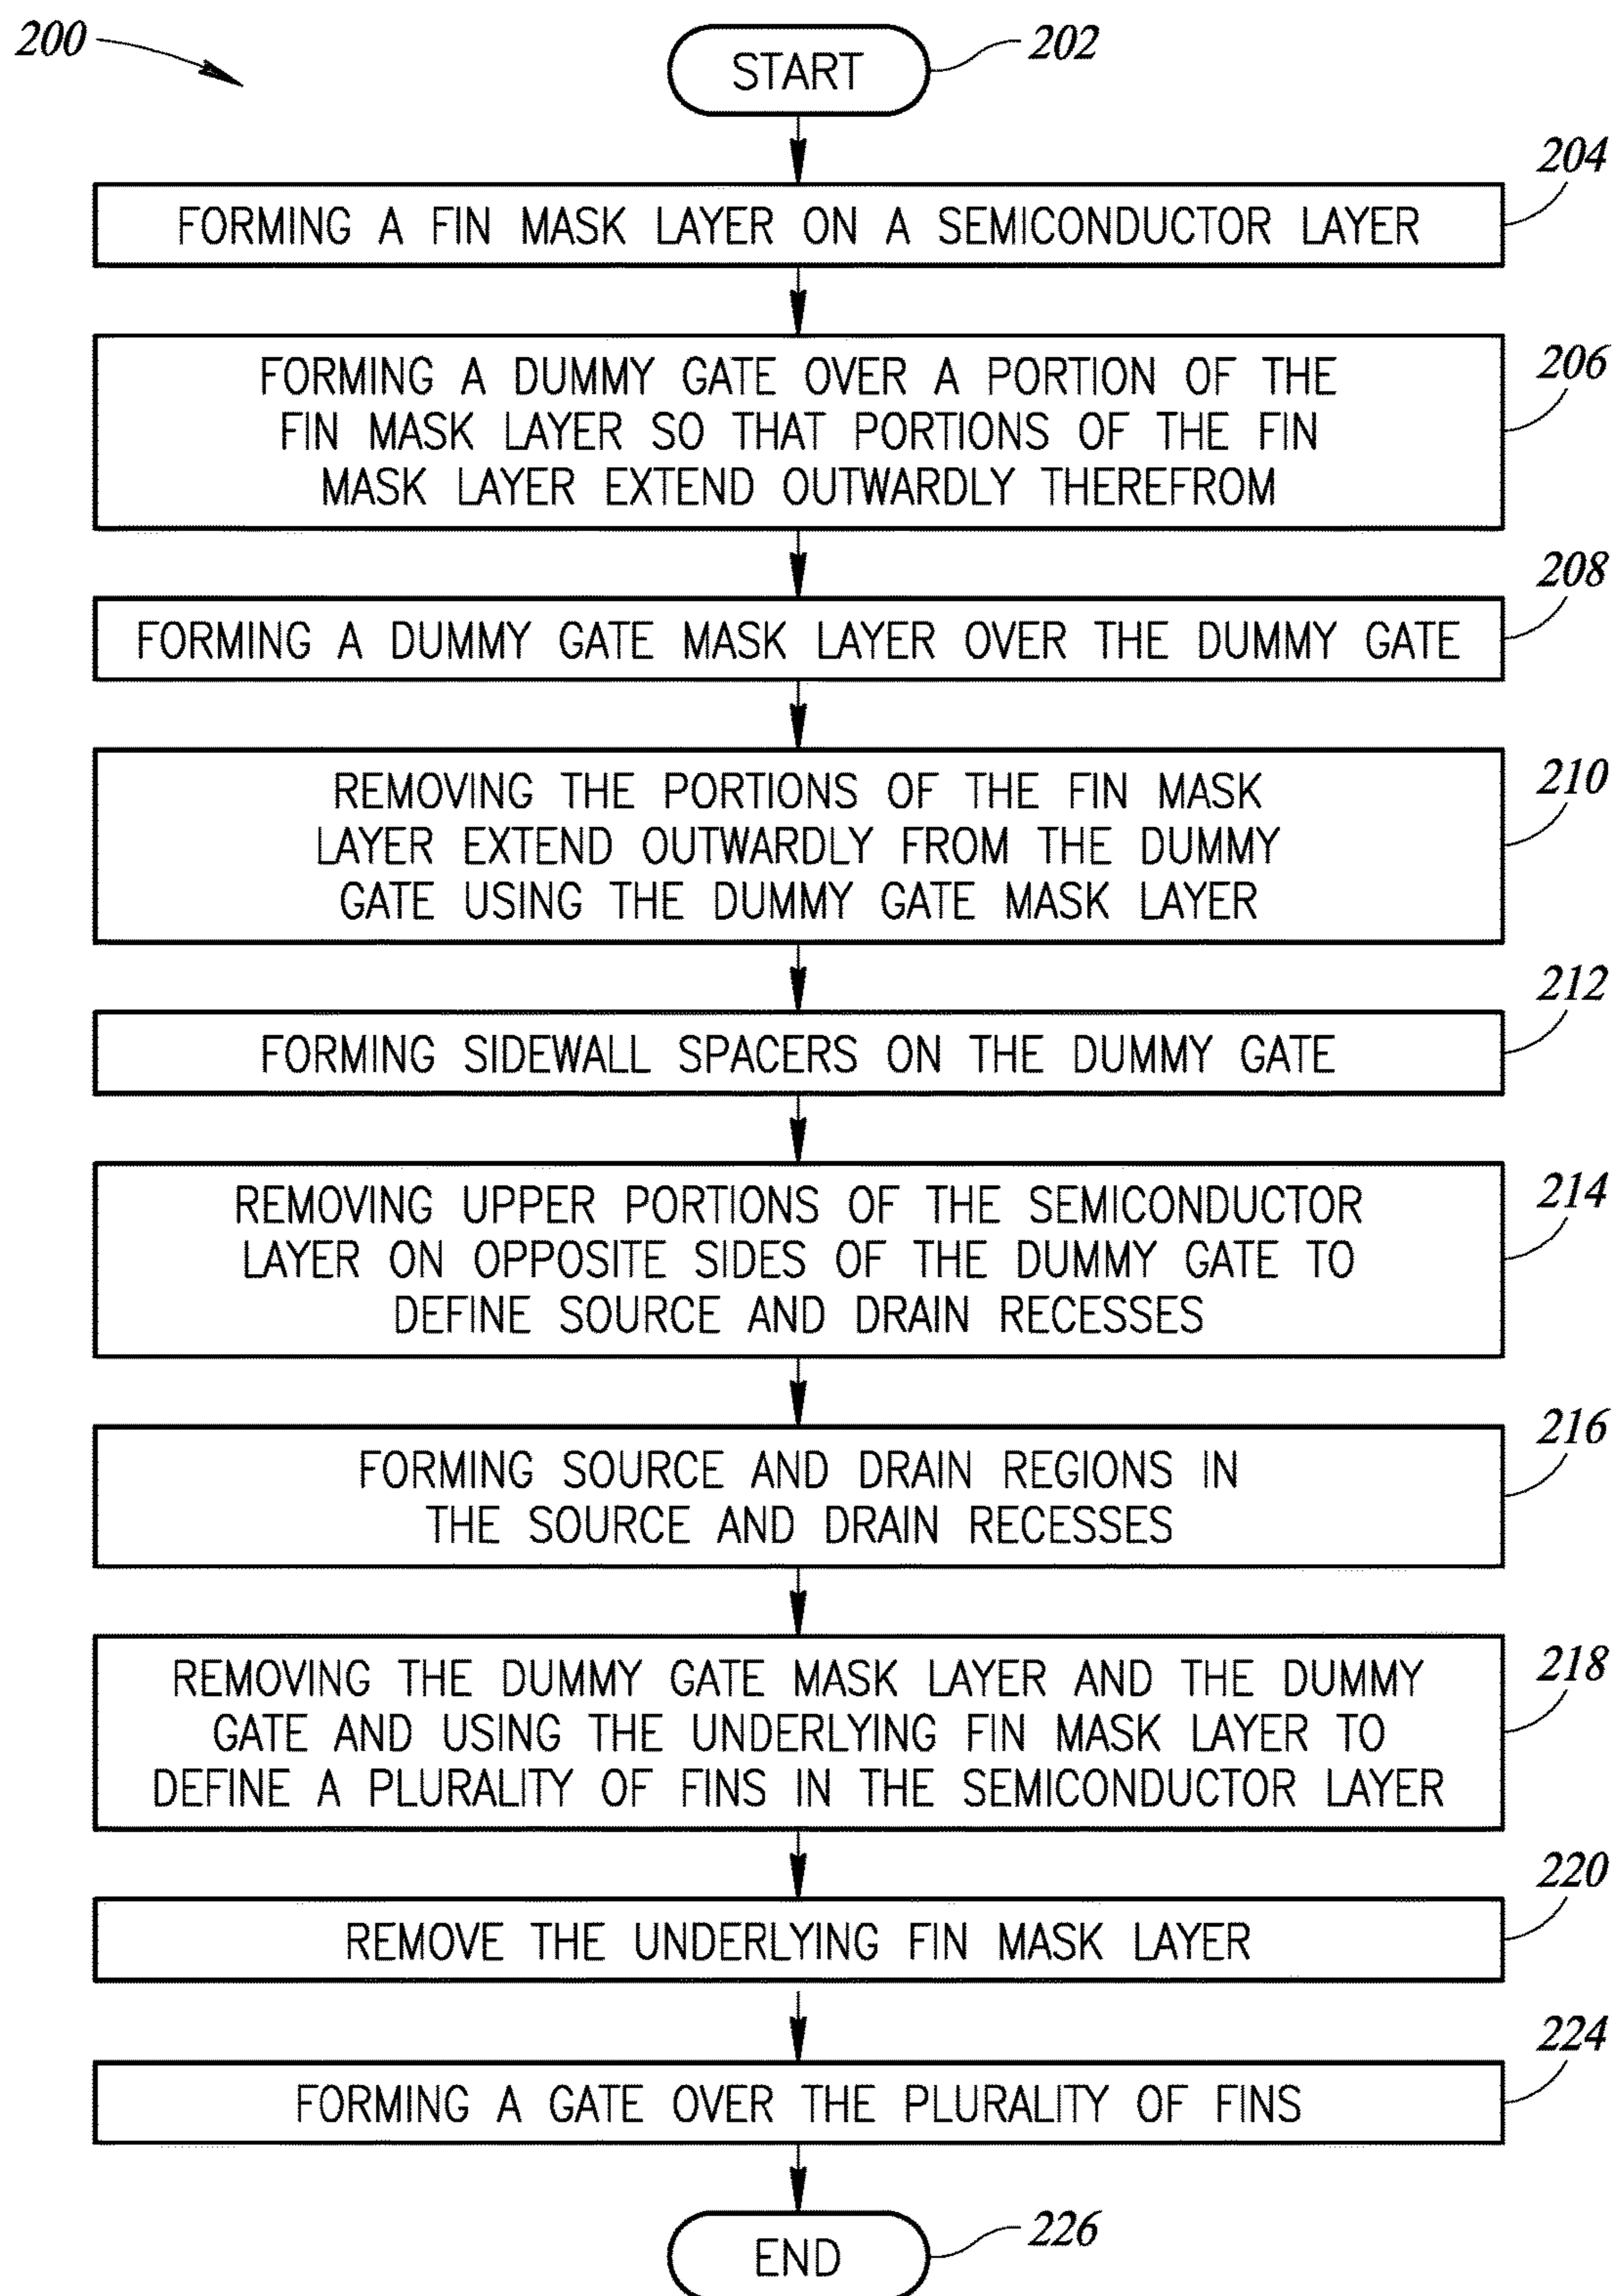 200
START
202
204
FORMING A FIN MASK LAYER ON A SEMICONDUCTOR LAYER
206
FORMING A DUMMY GATE OVER A PORTION OF THE
FIN MASK LAYER SO THAT PORTIONS OF THE FIN
MASK LAYER EXTEND OUTWARDLY THEREFROM
208
FORMING A DUMMY GATE MASK LAYER OVER THE DUMMY GATE
210
REMOVING THE PORTIONS OF THE FIN MASK
LAYER EXTEND OUTWARDLY FROM THE DUMMY
GATE USING THE DUMMY GATE MASK LAYER
212
FORMING SIDEWALL SPACERS ON THE DUMMY GATE
214
REMOVING UPPER PORTIONS OF THE SEMICONDUCTOR
LAYER ON OPPOSITE SIDES OF THE DUMMY GATE TO
DEFINE SOURCE AND DRAIN RECESSES
216
FORMING SOURCE AND DRAIN REGIONS IN
THE SOURCE AND DRAIN RECESSES
218
REMOVING THE DUMMY GATE MASK LAYER AND THE DUMMY
GATE AND USING THE UNDERLYING FIN MASK LAYER TO
DEFINE A PLURALITY OF FINS IN THE SEMICONDUCTOR LAYER
220
REMOVE THE UNDERLYING FIN MASK LAYER
224
FORMING A GATE OVER THE PLURALITY OF FINS
END
226